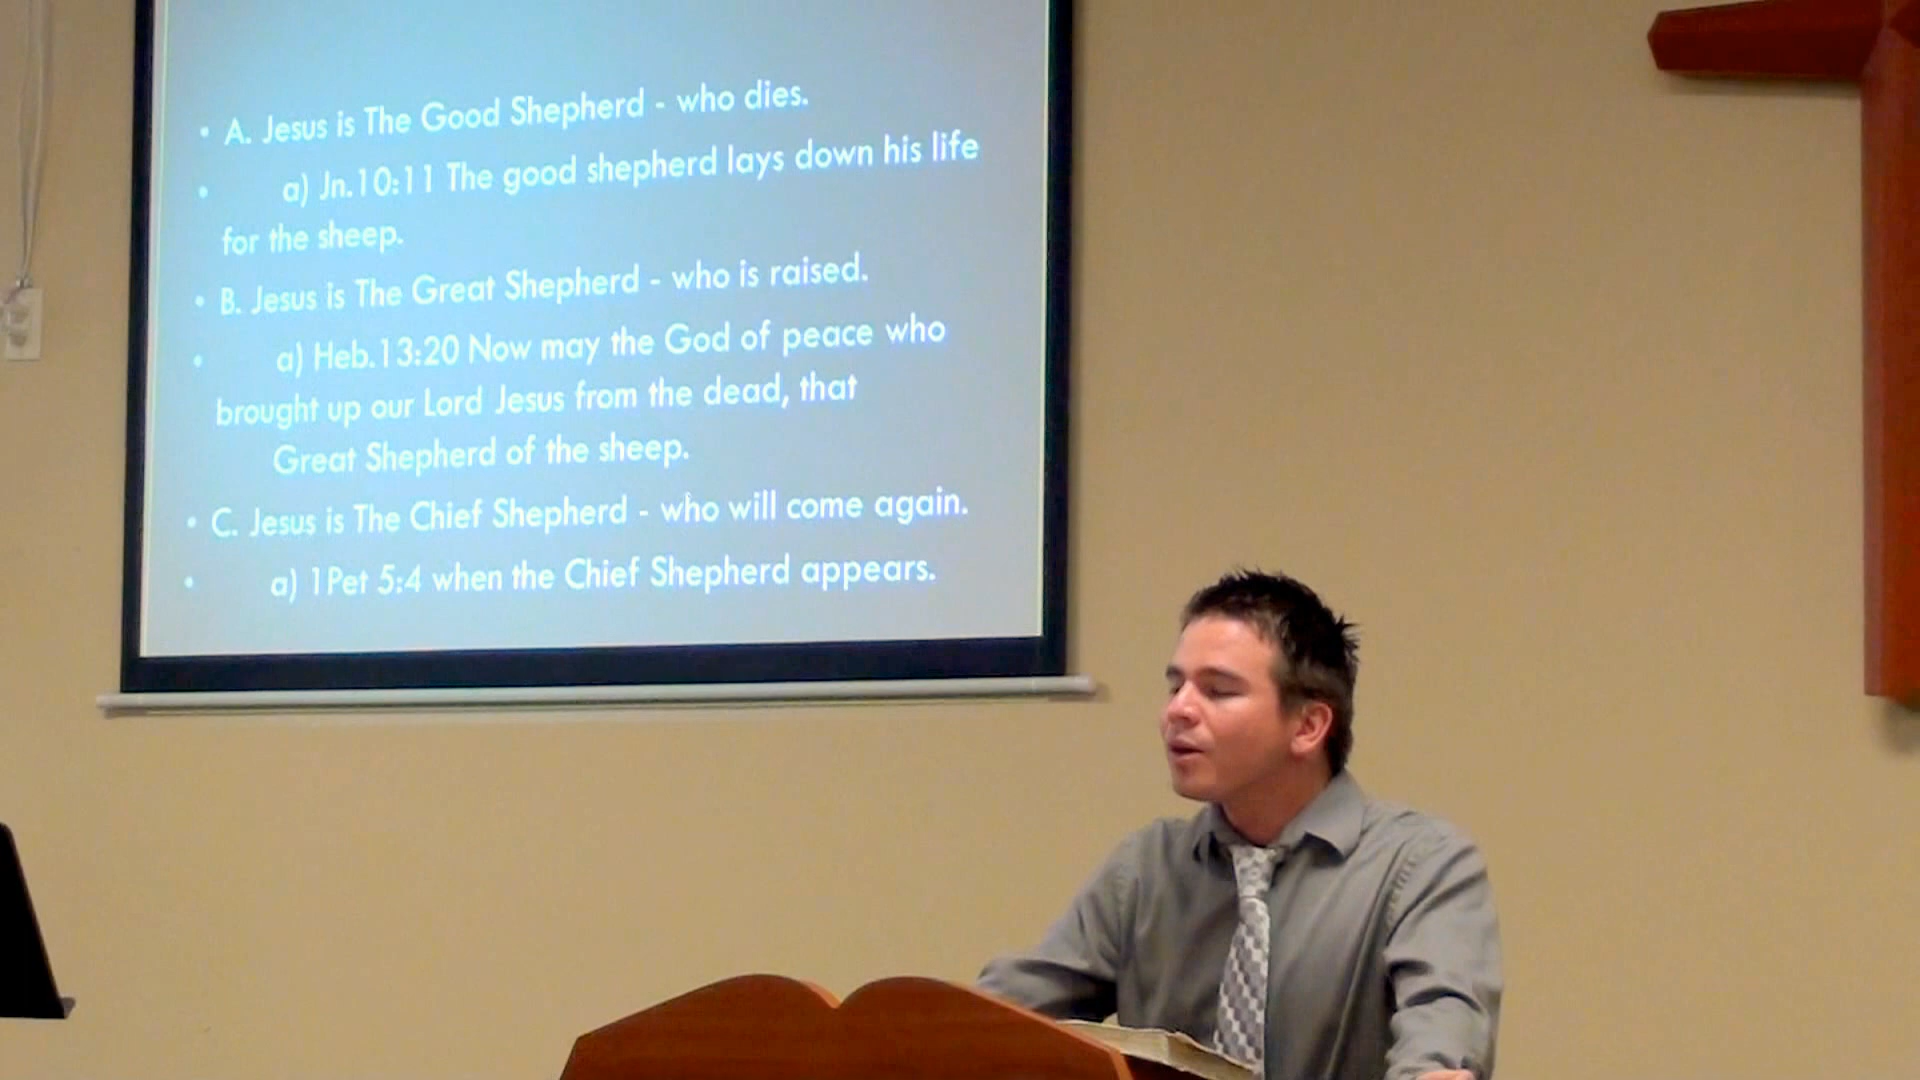 • A. Jesus is The Good Shepherd - who dies.
• a) Jn.10:11 The good shepherd lays down his life
for the sheep.
• B. Jesus is The Great Shepherd - who is raised.
• a) Heb.13:20 Now may the God of peace who
brought up our Lord Jesus from the dead, that
Great Shepherd of the sheep.
• C. Jesus is The Chief Shepherd - who will come again.
• a) 1Pet 5:4 when the Chief Shepherd appears.